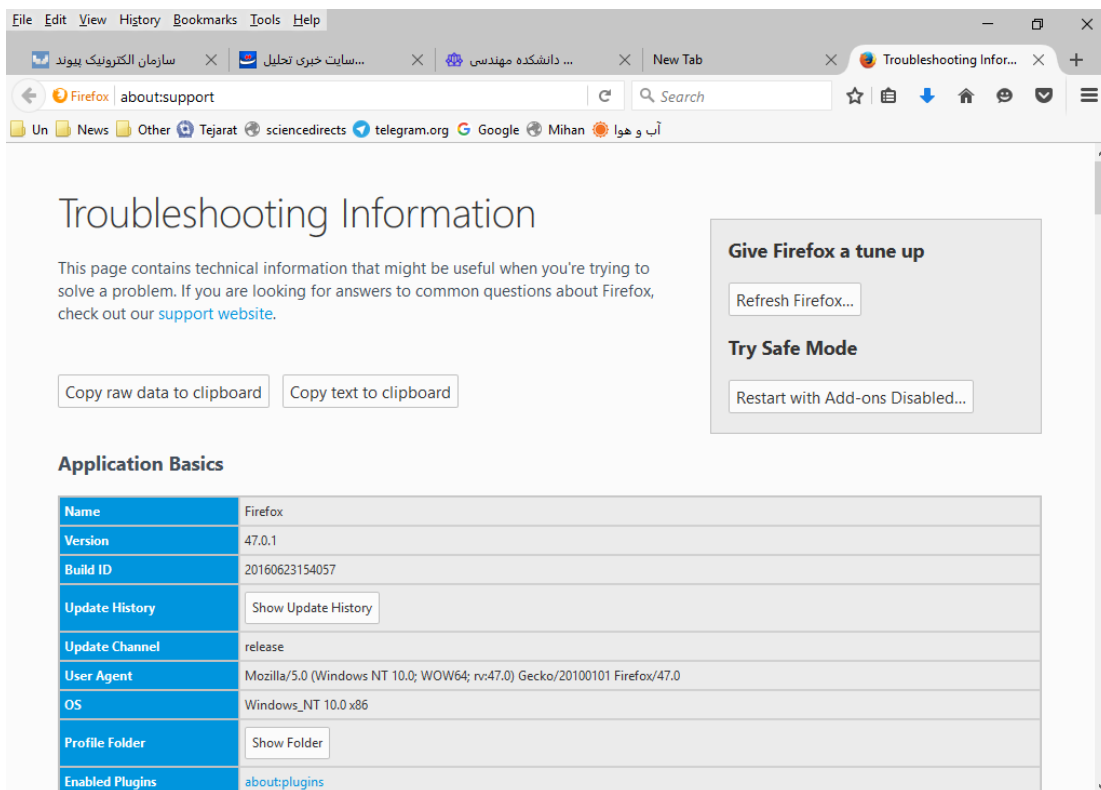 File Edit View History Bookmarks Tools Help
سازمان الکترونیک پیوند
سایت خبری تحلیل...
دانشکده مهندسی ...
New Tab
Troubleshooting Infor...
Firefox about:support
Search
Un News Other Tejarat sciencedirects telegram.org Google Mihan آب و هوا
Troubleshooting Information
This page contains technical information that might be useful when you're trying to
solve a problem. If you are looking for answers to common questions about Firefox,
check out our support website.
Give Firefox a tune up
Refresh Firefox...
Try Safe Mode
Restart with Add-ons Disabled...
Copy raw data to clipboard
Copy text to clipboard
Application Basics
Name Firefox
Version 47.0.1
Build ID 20160623154057
Update History Show Update History
Update Channel release
User Agent Mozilla/5.0 (Windows NT 10.0; WOW64; rv:47.0) Gecko/20100101 Firefox/47.0
OS Windows_NT 10.0 x86
Profile Folder Show Folder
Enabled Plugins about:plugins